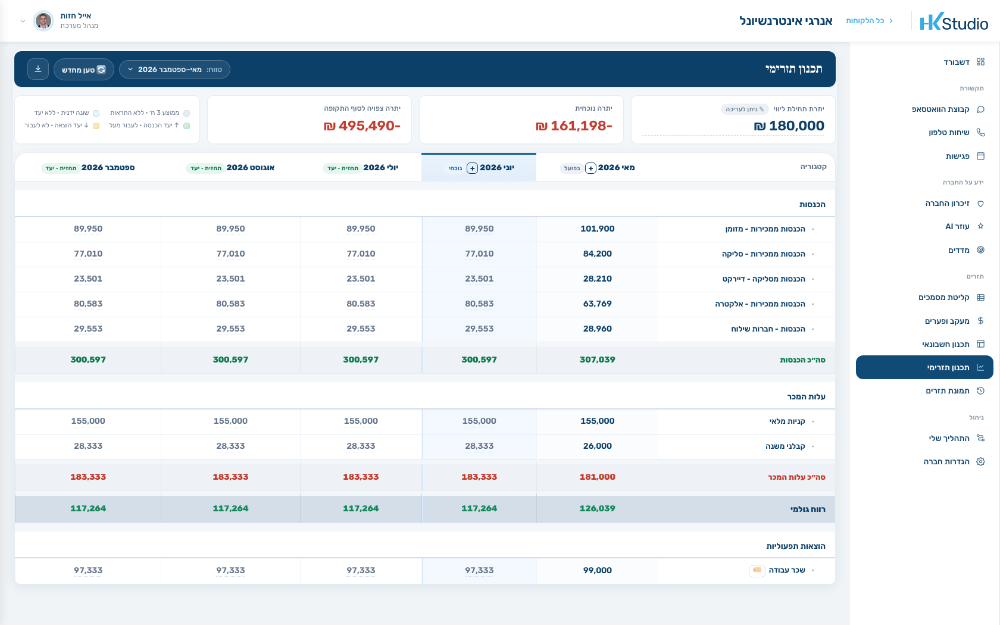 HKStudio
כל הלקוחות
אנרגי אינטרנשיונל
אייל חזות
מנהל מערכת
דשבורד
תקשורת
קבוצת הוואטסאפ
שיחות טלפון
פגישות
ידע על החברה
זיכרון החברה
עוזר AI
מדדים
תזרים
קליטת מסמכים
מעקב ופערים
תכנון חשבונאי
תכנון תזרימי
תמונת תזרים
ניהול
התהליך שלי
הגדרות חברה
תכנון תזרימי
טווח: מאי–ספטמבר 2026
טען מחדש
יתרת תחילת ליווי ניתן לעריכה
180,000 ₪
יתרה נוכחית
-161,198 ₪
יתרה צפויה לסוף התקופה
-495,490 ₪
ממוצע 3 ח׳ • ללא התראות
שונה ידנית • ללא יעד
↑ יעד הכנסה • לעבור מעל
↓ יעד הוצאה • לא לעבור
קטגוריה מאי 2026 + בפועל יוני 2026 + נוכחי יולי 2026 תחזית • יעד אוגוסט 2026 תחזית • יעד ספטמבר 2026 תחזית • יעד
הכנסות
הכנסות ממכירות - מזומן 101,900 89,950 89,950 89,950 89,950
הכנסות ממכירות - סליקה 84,200 77,010 77,010 77,010 77,010
הכנסות מסליקה - דיירקט 28,210 23,501 23,501 23,501 23,501
הכנסות ממכירות - אלקטרה 63,769 80,583 80,583 80,583 80,583
הכנסות - חברות שילוח 28,960 29,553 29,553 29,553 29,553
סה״כ הכנסות 307,039 300,597 300,597 300,597 300,597
עלות המכר
קניות מלאי 155,000 155,000 155,000 155,000 155,000
קבלני משנה 26,000 28,333 28,333 28,333 28,333
סה״כ עלות המכר 181,000 183,333 183,333 183,333 183,333
רווח גולמי 126,039 117,264 117,264 117,264 117,264
הוצאות תפעוליות
שכר עבודה 99,000 97,333 97,333 97,333 97,333